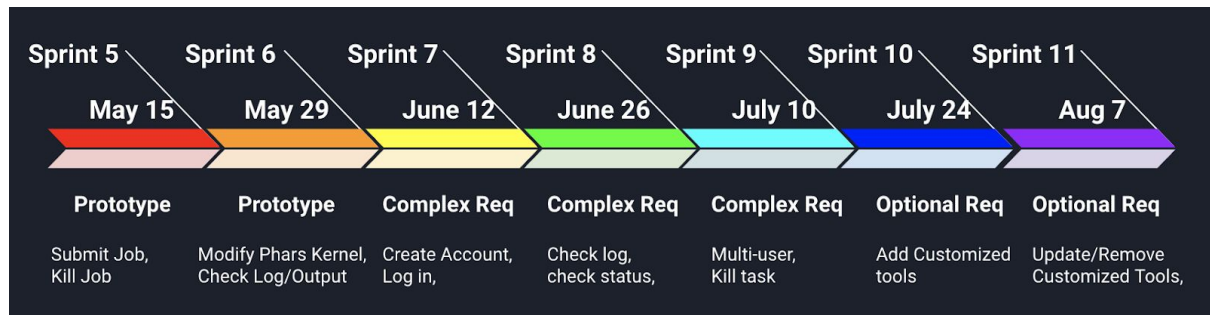 Sprint 5
Sprint 6
Sprint 7
Sprint 8
Sprint 9
Sprint 10
Sprint 11
May 15
May 29
June 12
June 26
July 10
July 24
Aug 7
Prototype
Prototype
Complex Req
Complex Req
Complex Req
Optional Req
Optional Req
Submit Job,
Kill Job
Modify Phars Kernel,
Check Log/Output
Create Account,
Log in,
Check log,
check status,
Multi-user,
Kill task
Add Customized
tools
Update/Remove
Customized Tools,